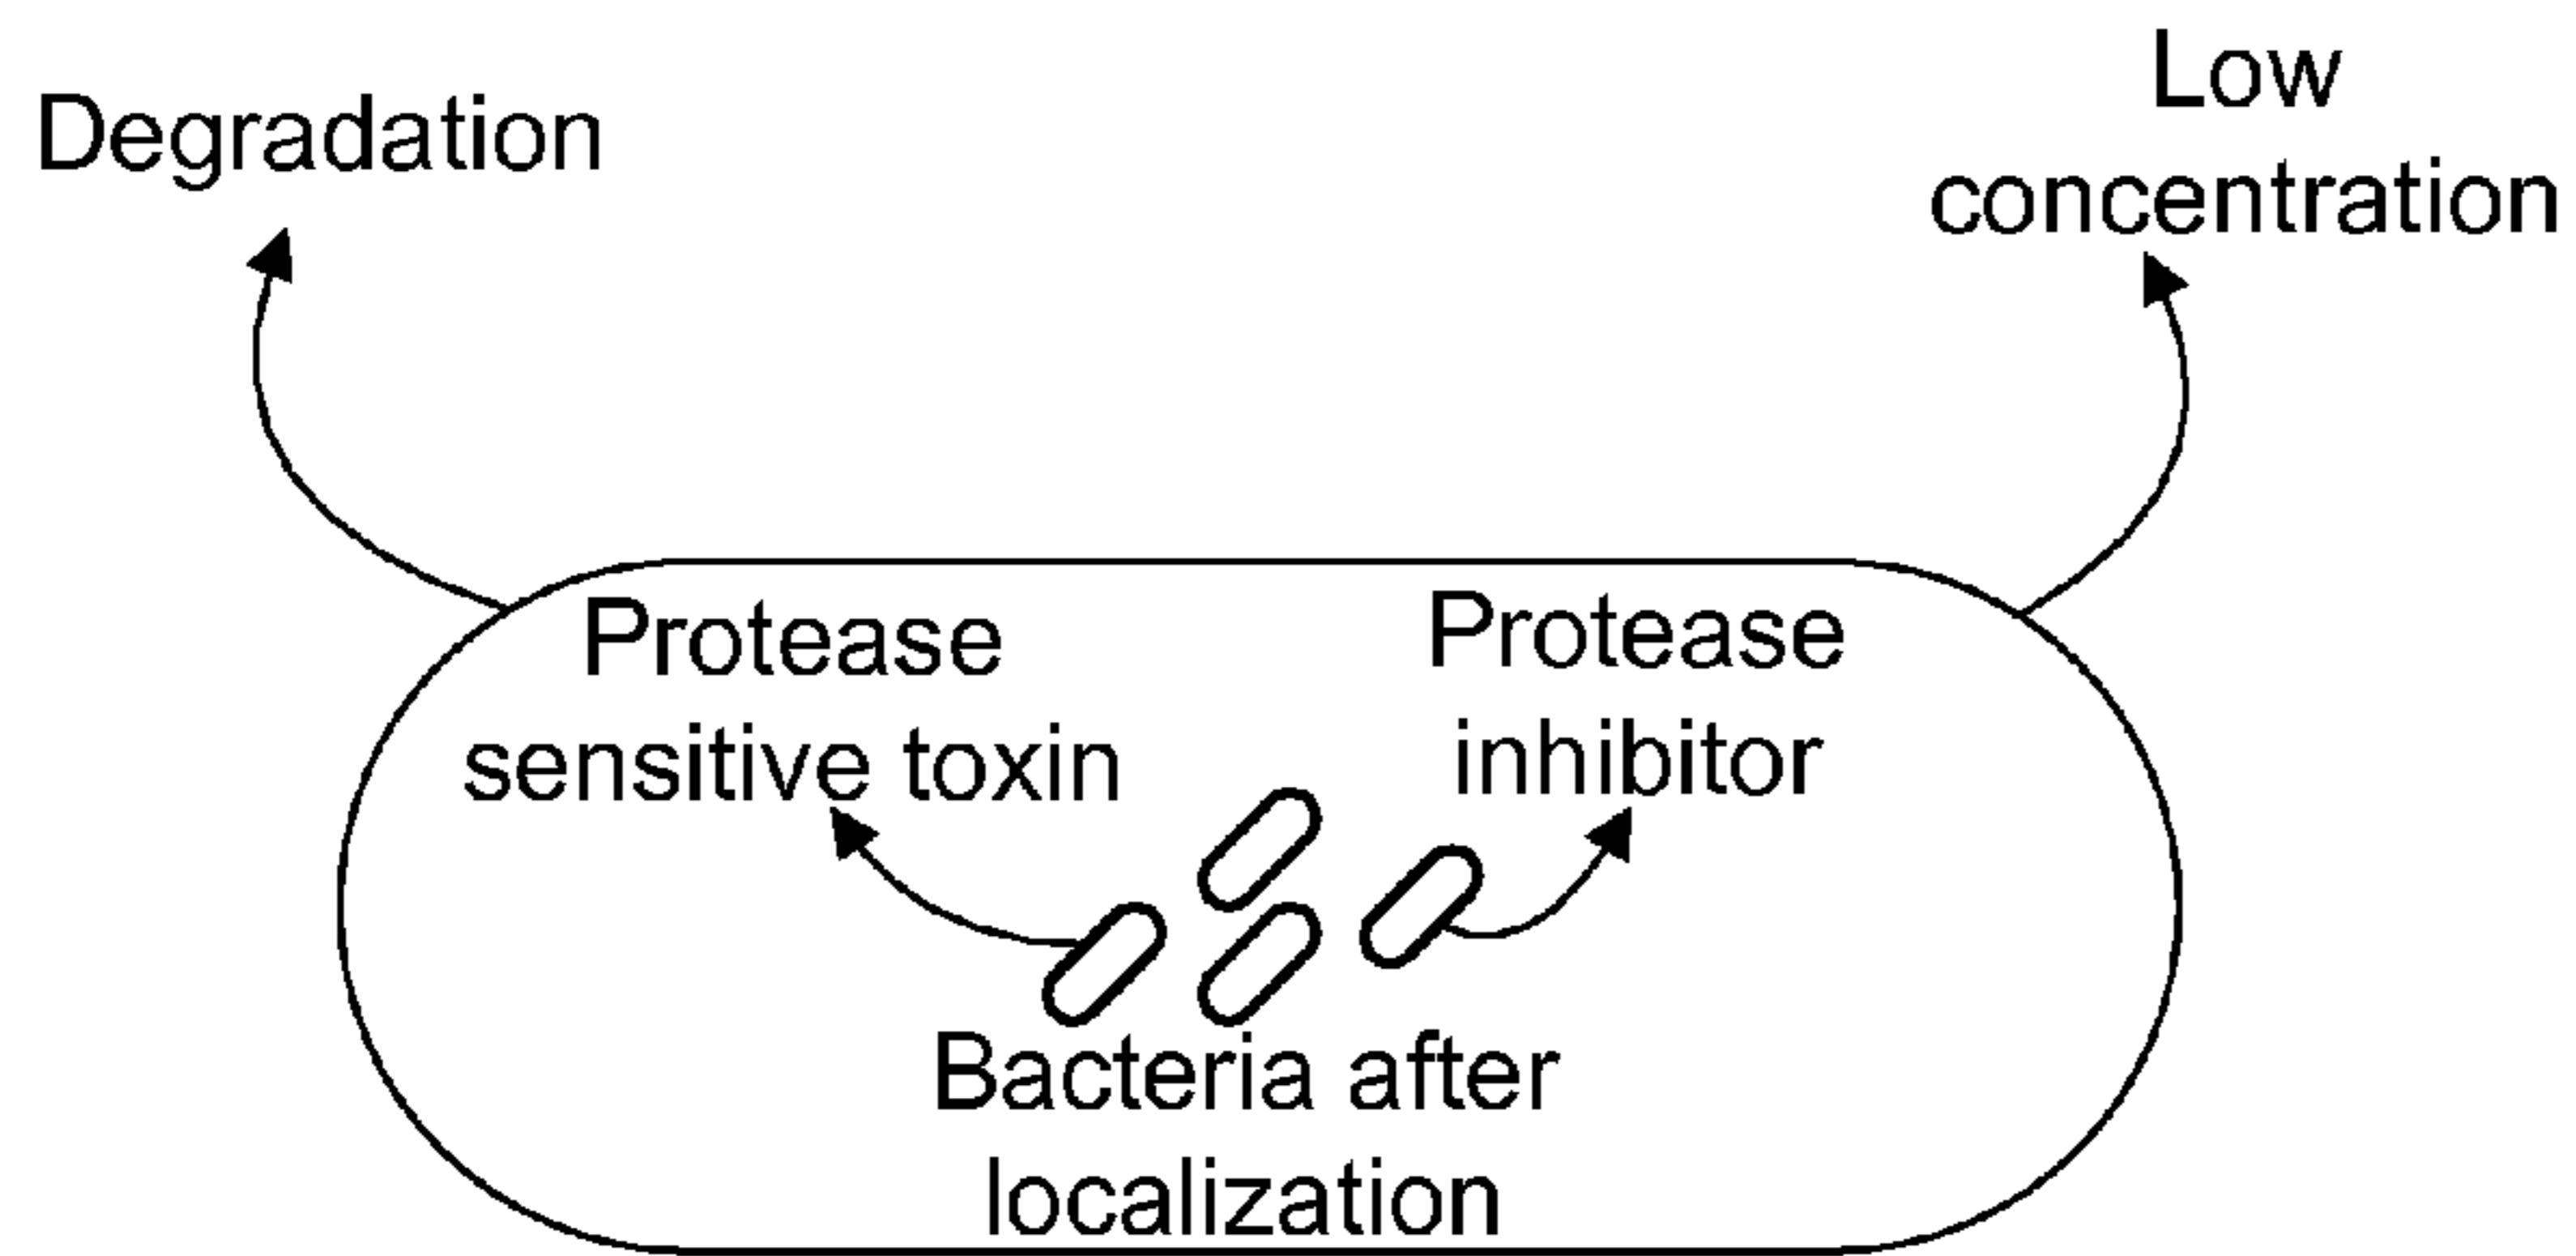 Degradation
Low
concentration
Protease
sensitive toxin
Protease
inhibitor
Bacteria after
localization